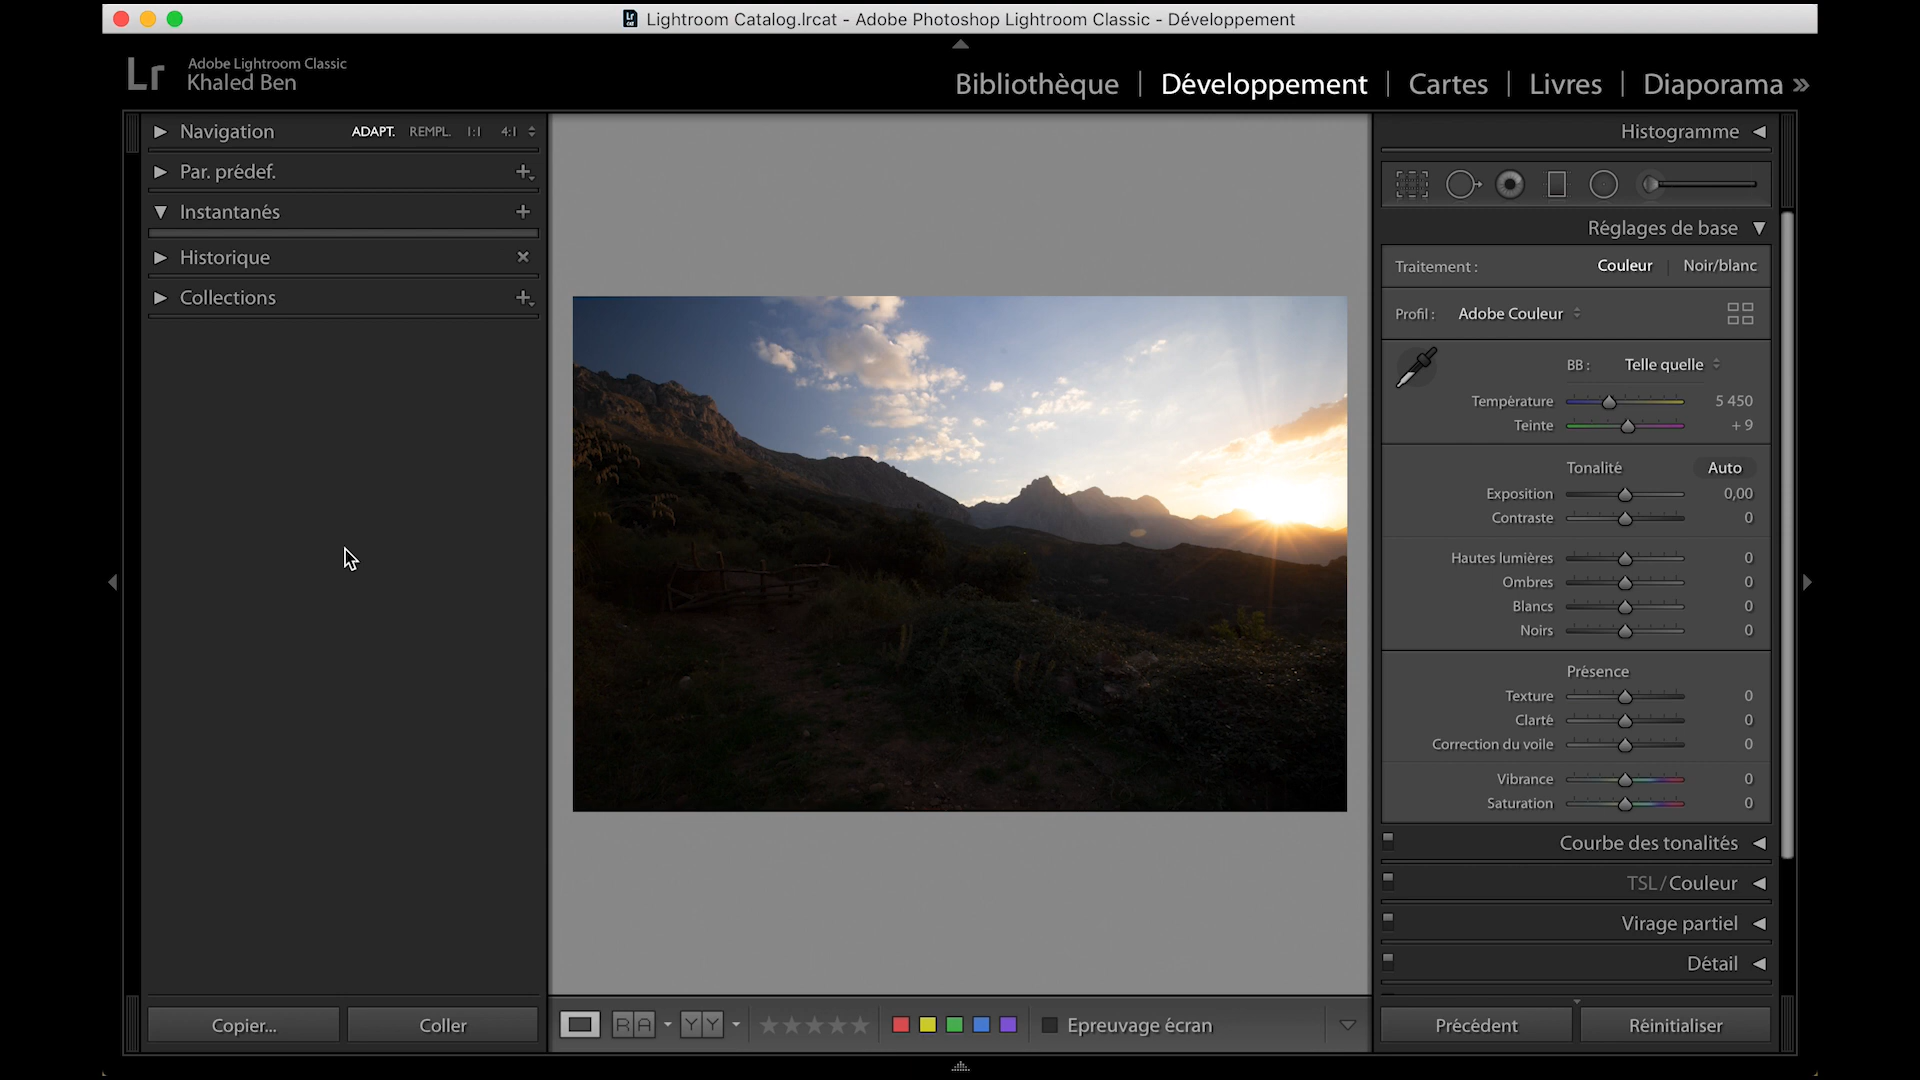 Lightroom Catalog.lrcat - Adobe Photoshop Lightroom Classic - Développement
Lr
Adobe Lightroom Classic
Khaled Ben
Bibliothèque | Développement | Cartes | Livres | Diaporama »
Navigation ADAPT. REMPL. 1:1 4:1
Par. prédef.
Instantanés
Historique
Collections
Copier...
Coller
RA
YY
Epreuvage écran
Histogramme
Réglages de base
Traitement : Couleur | Noir/blanc
Profil : Adobe Couleur
BB : Telle quelle
Température 5 450
Teinte + 9
Tonalité Auto
Exposition 0,00
Contraste 0
Hautes lumières 0
Ombres 0
Blancs 0
Noirs 0
Présence
Texture 0
Clarté 0
Correction du voile 0
Vibrance 0
Saturation 0
Courbe des tonalités
TSL / Couleur
Virage partiel
Détail
Précédent
Réinitialiser